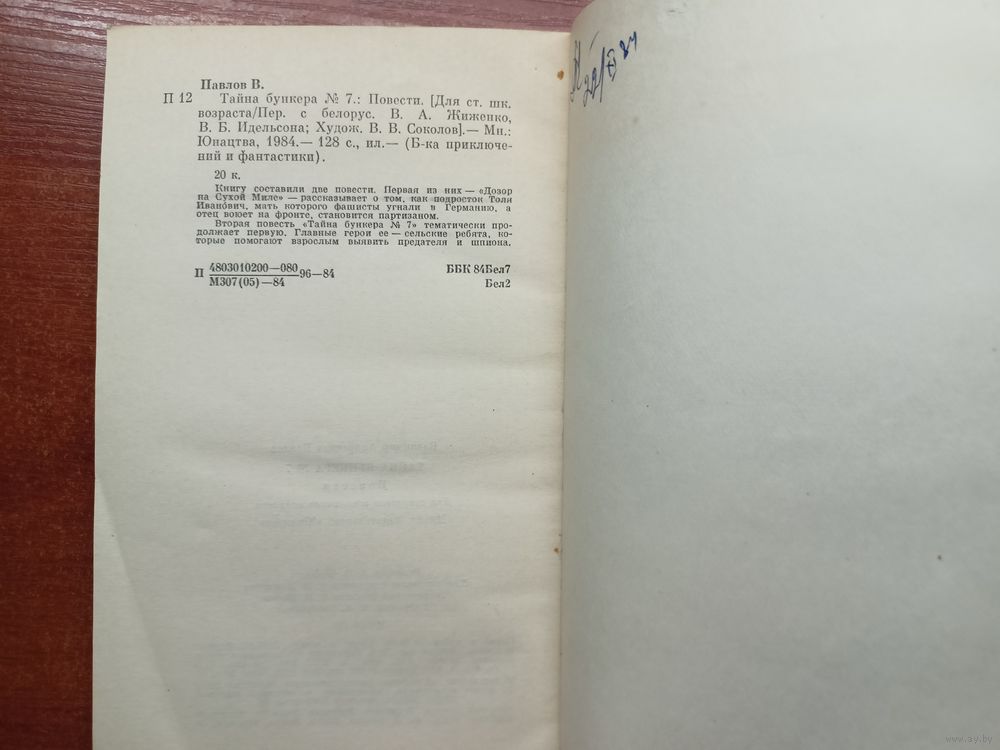 Павлов В.
П 12 Тайна бункера № 7.: Повести. [Для ст. шк.
возраста/Пер. с белорус. В. А. Жиженко,
В. Б. Идельсона; Худож. В. В. Соколов].— Мн.:
Юнацтва, 1984.— 128 с., ил.— (Б-ка приключе-
ний и фантастики).
20 к.
Книгу составили две повести. Первая из них — «Дозор
на Сухой Миле» — рассказывает о том, как подросток Толя
Иванович, мать которого фашисты угнали в Германию, а
отец воюет на фронте, становится партизаном.
Вторая повесть «Тайна бункера № 7» тематически про-
должает первую. Главные герои ее — сельские ребята, ко-
торые помогают взрослым выявить предателя и шпиона.
П 4803010200—080 96—84
М307(05)—84
ББК 84Бел7
Бел2
www.ay.by